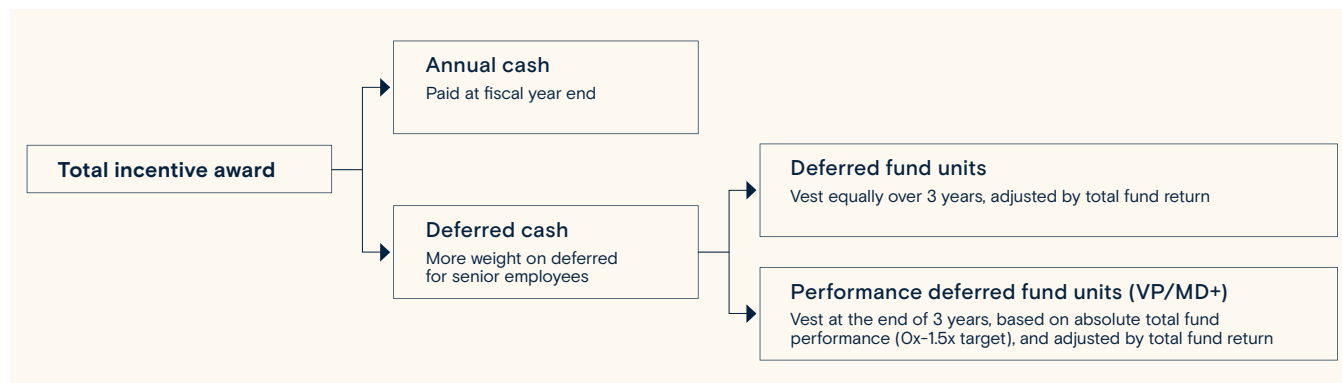 Total incentive award
Annual cash
Paid at fiscal year end
Deferred cash
More weight on deferred
for senior employees
Deferred fund units
Vest equally over 3 years, adjusted by total fund return
Performance deferred fund units (VP/MD+)
Vest at the end of 3 years, based on absolute total fund
performance (0x–1.5x target), and adjusted by total fund return